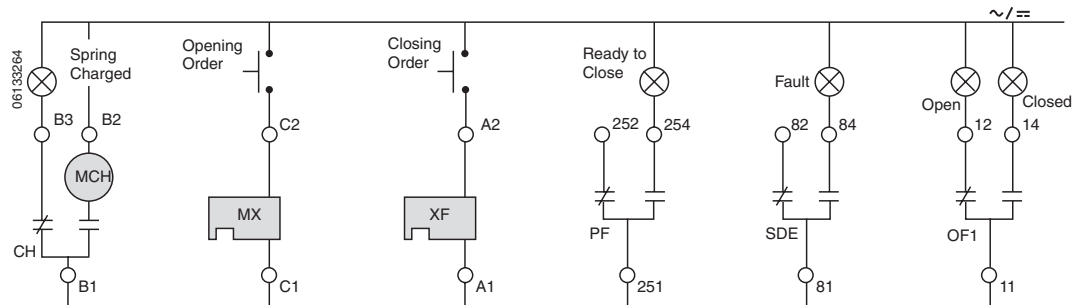 ~/=
06133264
Spring
Charged
B3
B2
MCH
CH
B1
Opening
Order
C2
MX
C1
Closing
Order
A2
XF
A1
Ready to
Close
252
254
PF
251
Fault
82
84
SDE
81
Open
Closed
12
14
OF1
11